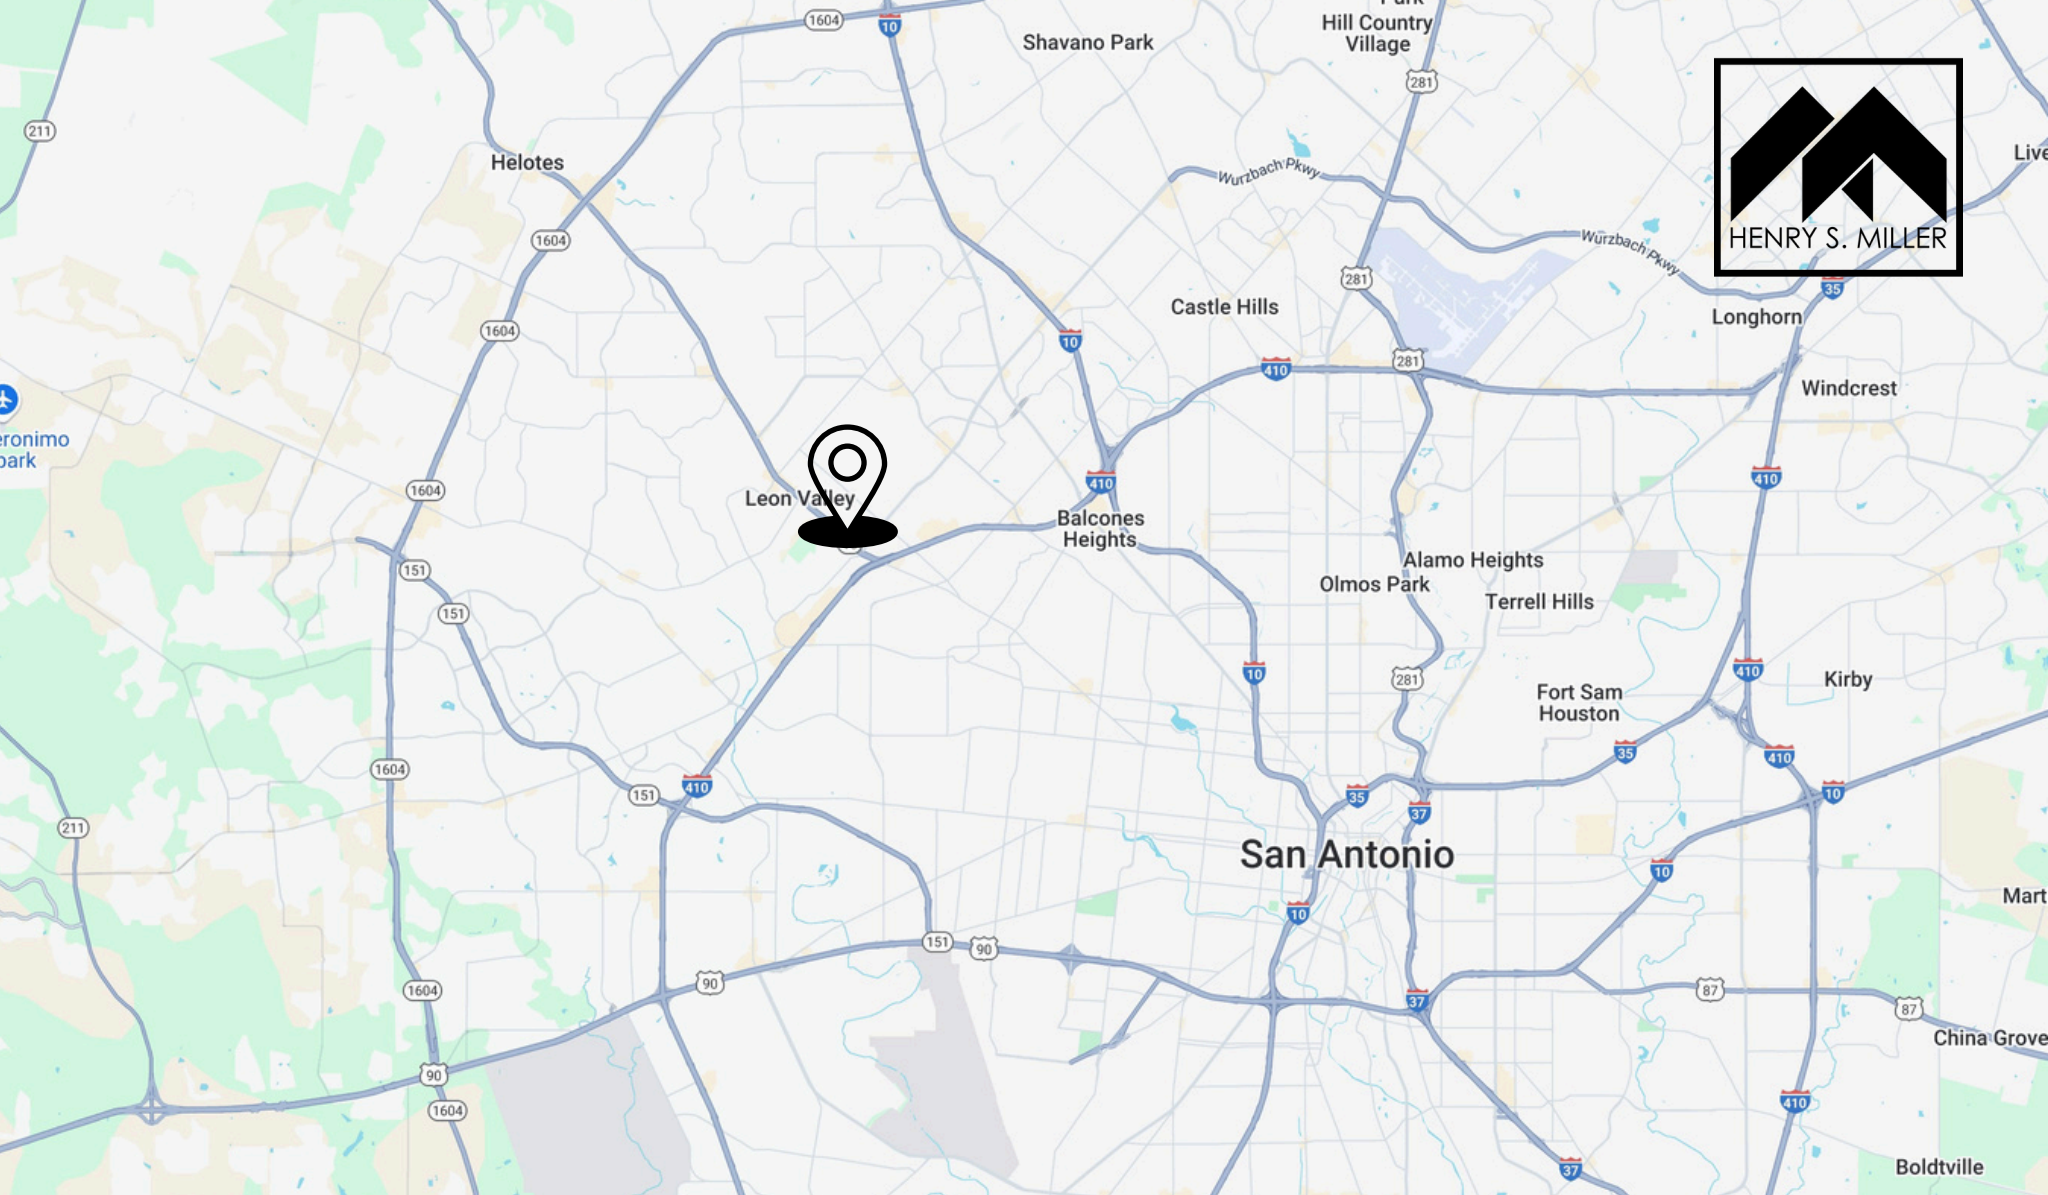 1604
10
Shavano Park
Park
Hill Country
Village
281
211
Helotes
Wurzbach Pkwy
HENRY S. MILLER
Live
1604
281
Wurzbach Pkwy
35
Castle Hills
Longhorn
1604
10
410
281
Windcrest
eronimo
park
1604
Leon Valley
410
410
Balcones
Heights
151
Alamo Heights
Olmos Park
Terrell Hills
151
10
281
410
Kirby
Fort Sam
Houston
1604
35
410
151
410
35
37
10
211
San Antonio
10
10
Mart
151
90
90
1604
37
87
87
China Grove
90
1604
410
37
Boldtville